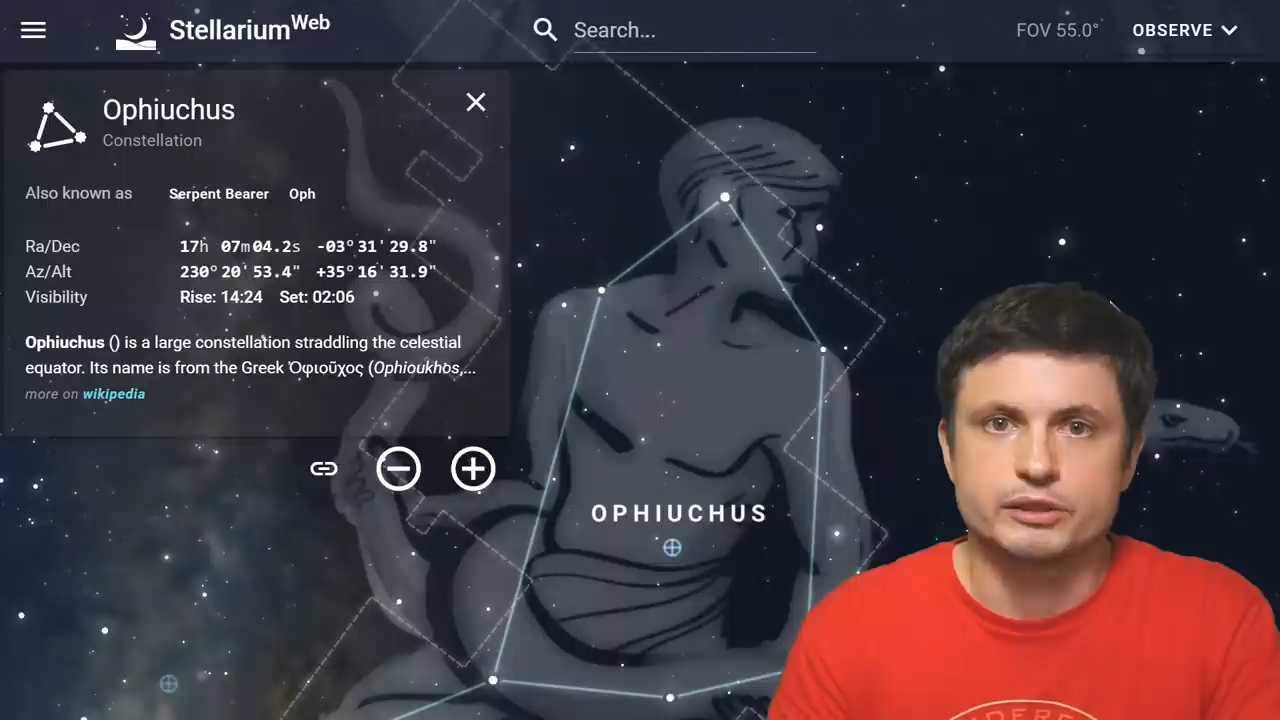 StellariumWeb
Search...
FOV 55.0°
OBSERVE
Ophiuchus
Constellation
Also known as Serpent Bearer Oph
Ra/Dec 17h 07m04.2s -03°31'29.8"
Az/Alt 230°20'53.4" +35°16'31.9"
Visibility Rise: 14:24 Set: 02:06
Ophiuchus () is a large constellation straddling the celestial
equator. Its name is from the Greek Ὀφιοῦχος (Ophioukhos,...
more on wikipedia
OPHIUCHUS